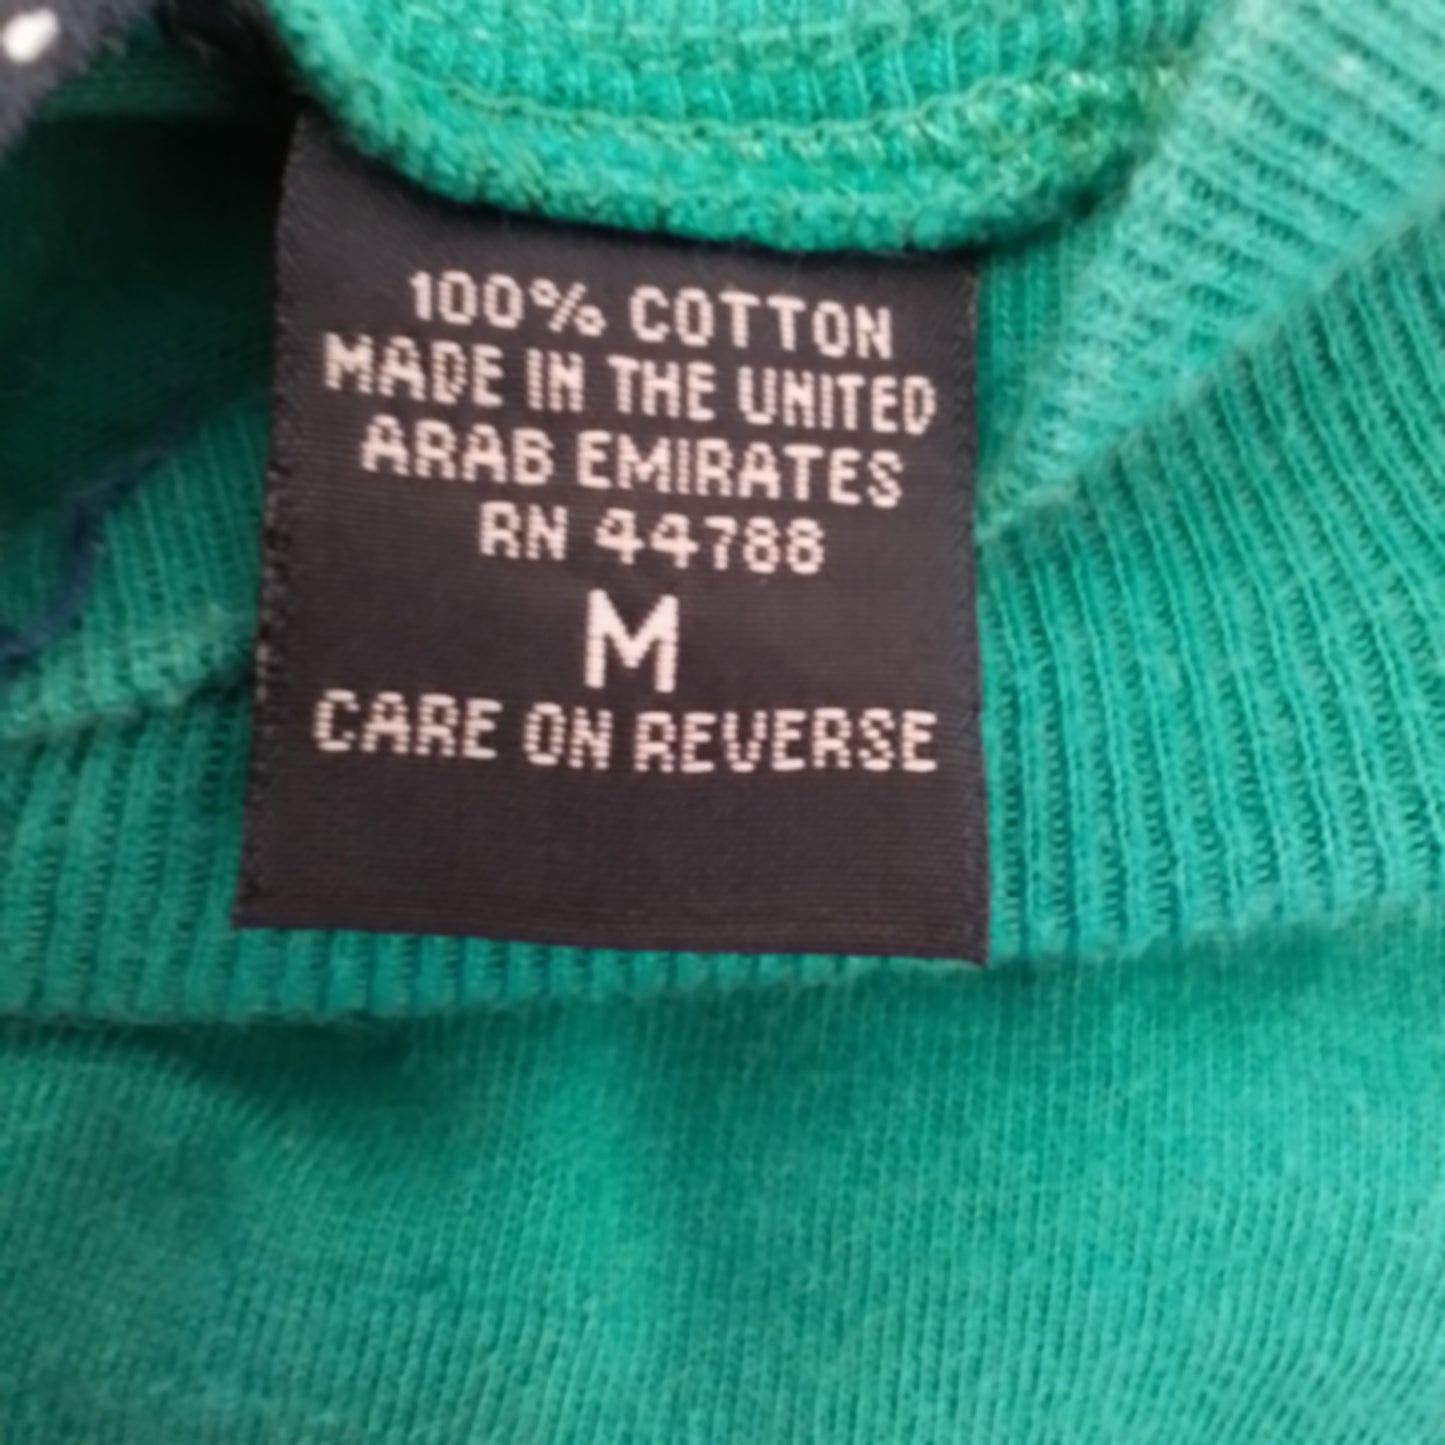 100% COTTON
MADE IN THE UNITED
ARAB EMIRATES
RN 44788
M
CARE ON REVERSE